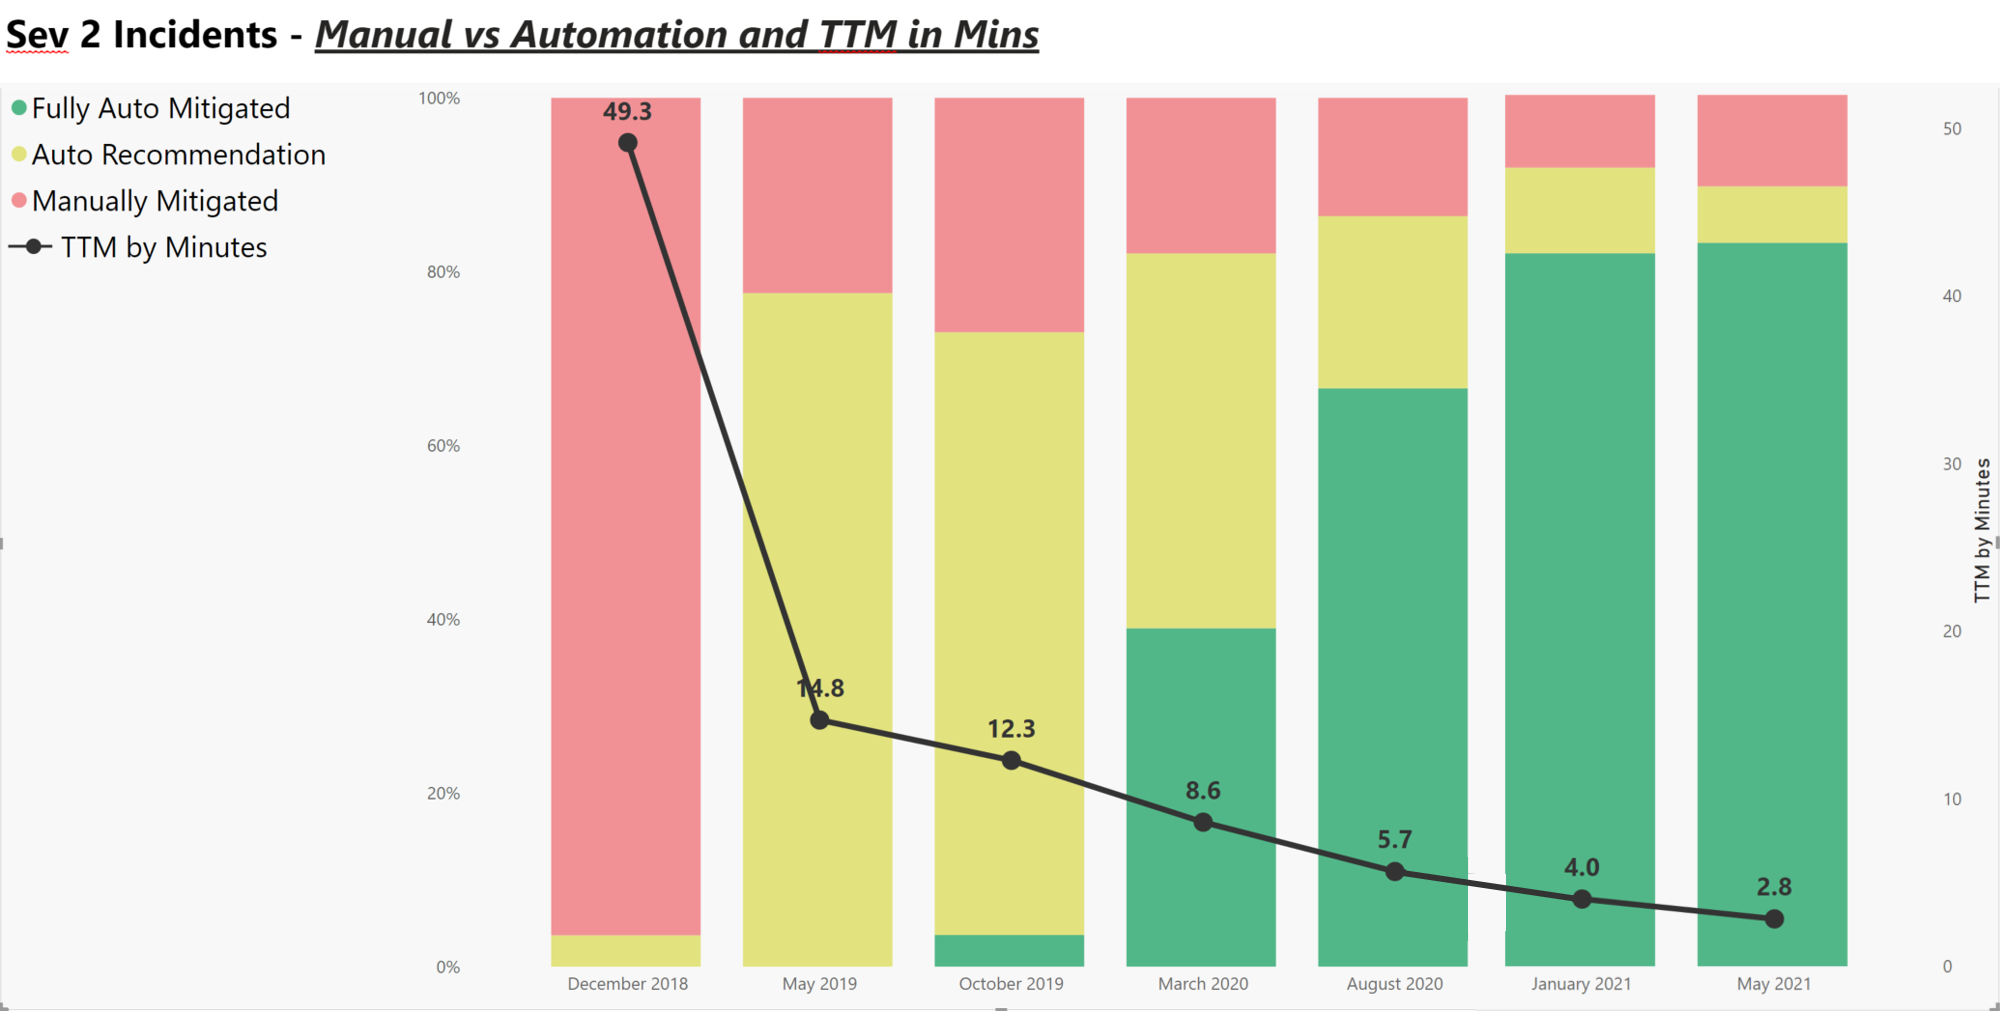 Sev 2 Incidents - Manual vs Automation and TTM in Mins
Fully Auto Mitigated
Auto Recommendation
Manually Mitigated
TTM by Minutes
100%
80%
60%
40%
20%
0%
49.3
14.8
12.3
8.6
5.7
4.0
2.8
50
40
30
20
10
0
TTM by Minutes
December 2018
May 2019
October 2019
March 2020
August 2020
January 2021
May 2021